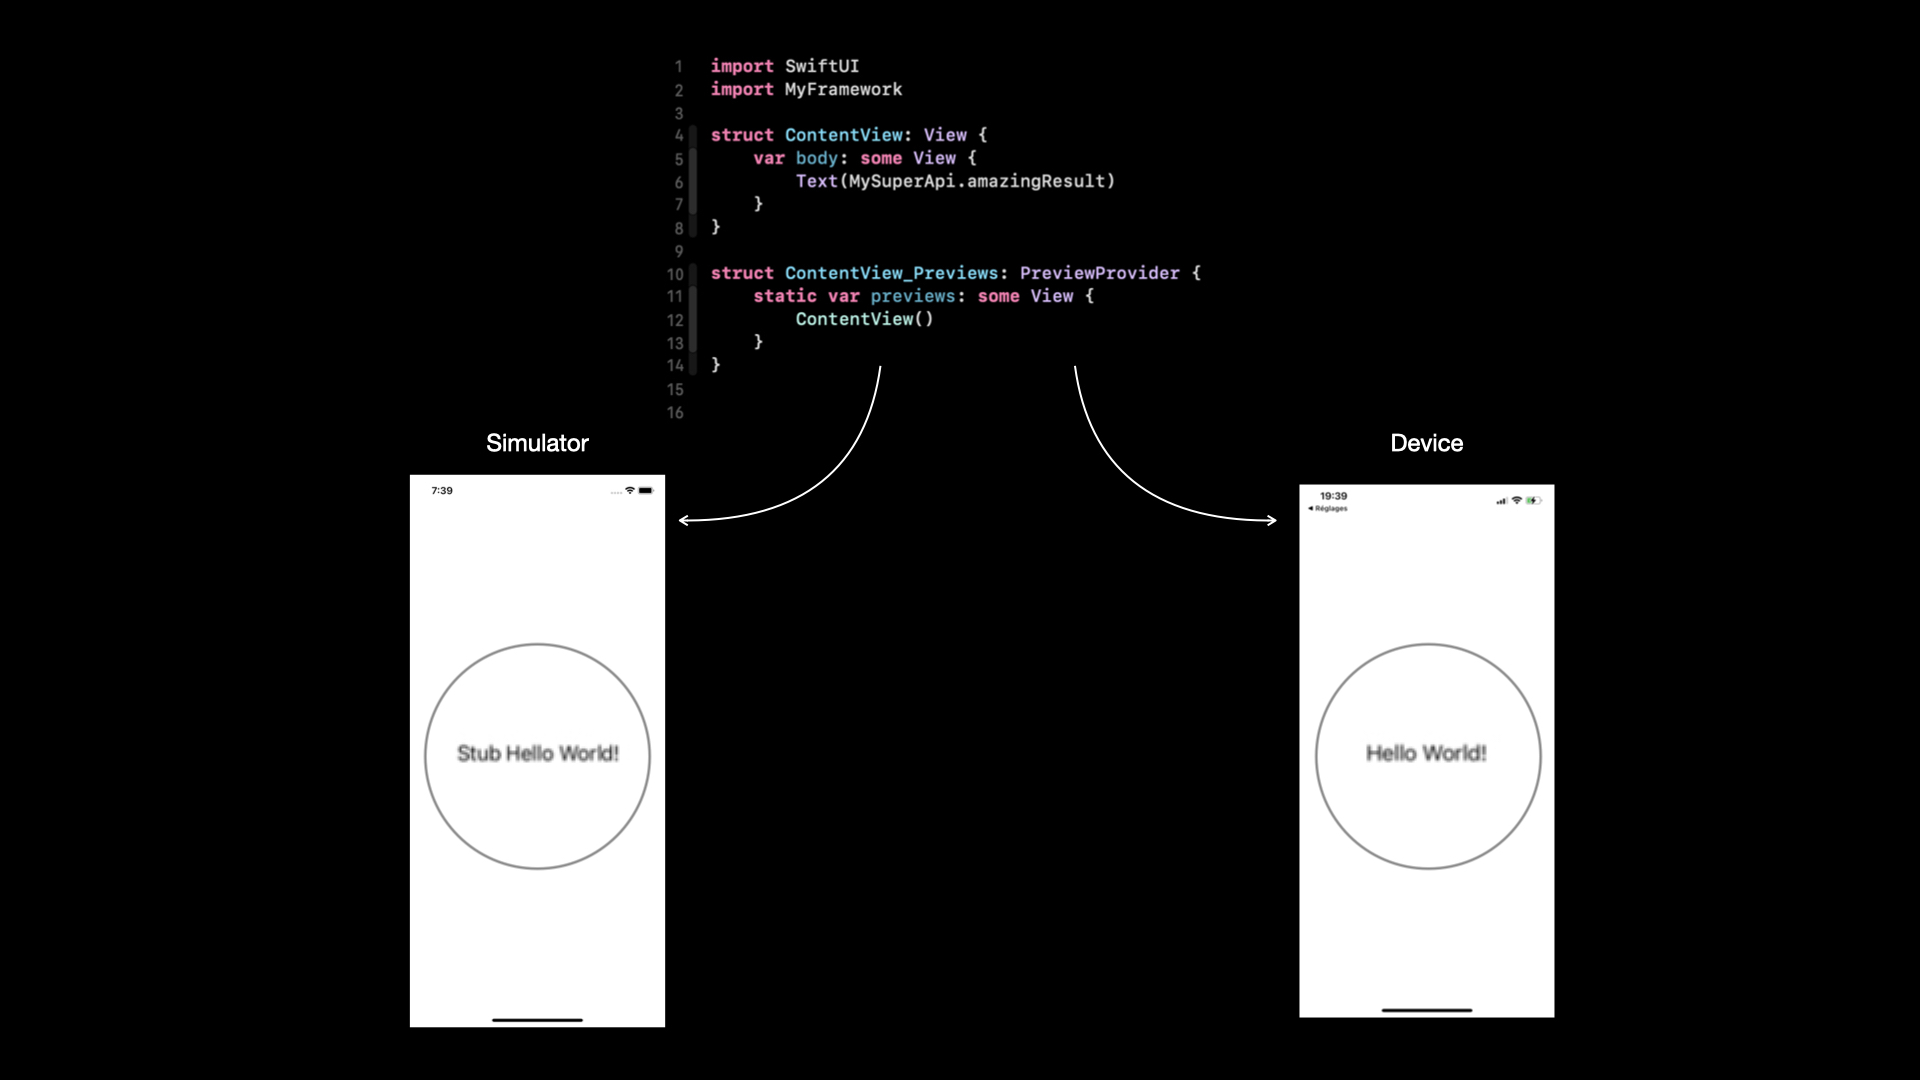 1 import SwiftUI
2 import MyFramework
3
4 struct ContentView: View {
5 var body: some View {
6 Text(MySuperApi.amazingResult)
7 }
8 }
9
10 struct ContentView_Previews: PreviewProvider {
11 static var previews: some View {
12 ContentView()
13 }
14 }
15
16
Simulator
7:39
Stub Hello World!
Device
19:39
◀ Réglages
Hello World!